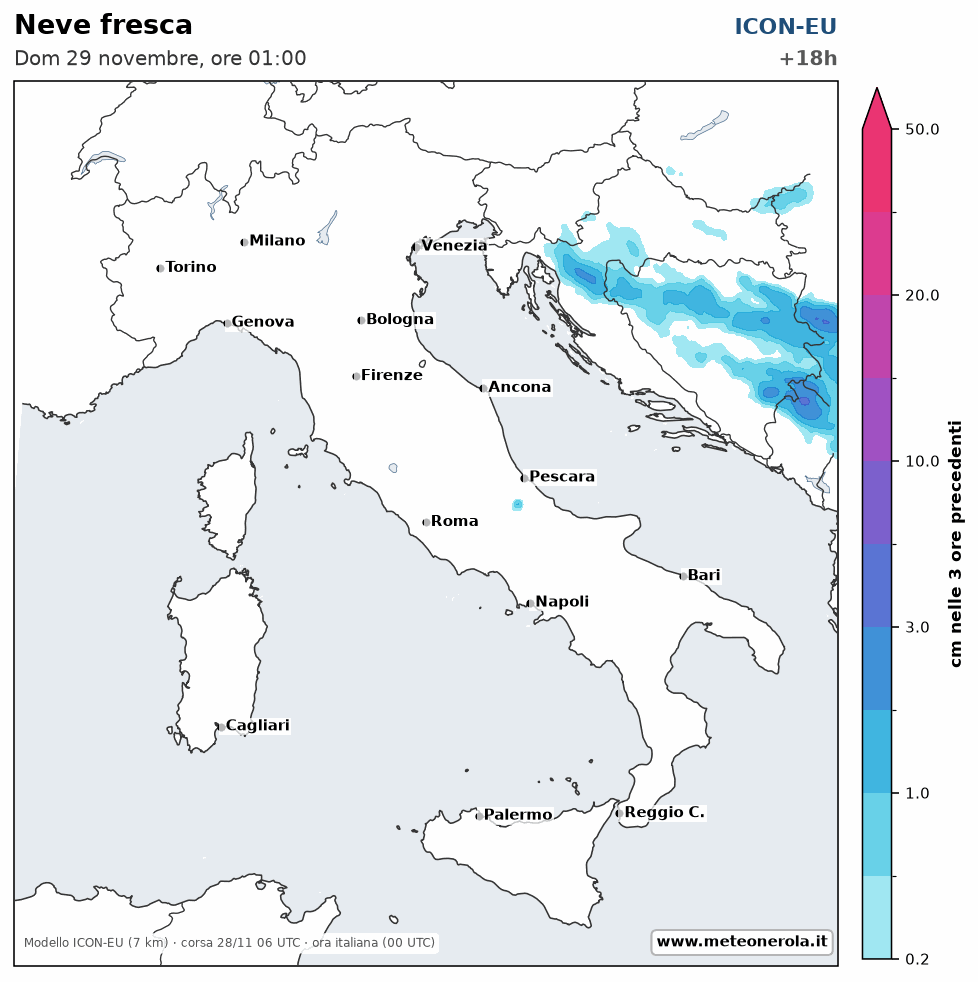 Neve fresca
ICON-EU
Dom 29 novembre, ore 01:00
+18h
50.0
Milano
Venezia
Torino
20.0
Genova
Bologna
Firenze
Ancona
10.0
Pescara
Roma
Bari
Napoli
3.0
cm nelle 3 ore precedenti
Cagliari
1.0
Palermo
Reggio C.
Modello ICON-EU (7 km) · corsa 28/11 06 UTC · ora italiana (00 UTC)
www.meteonerola.it
0.2